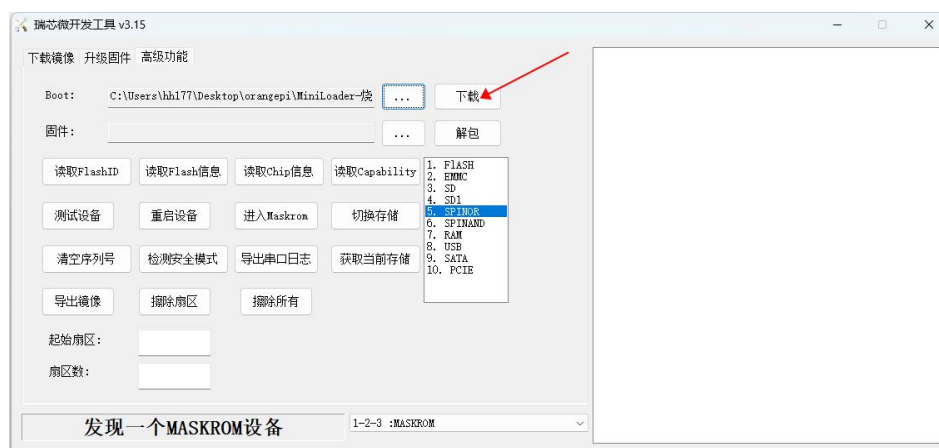 瑞芯微开发工具 v3.15
下载镜像 升级固件 高级功能
Boot: C:\Users\hh177\Desktop\orangepi\MiniLoader-烧 ... 下载
固件: ... 解包
读取FlashID 读取Flash信息 读取Chip信息 读取Capability
测试设备 重启设备 进入Maskrom 切换存储
清空序列号 检测安全模式 导出串口日志 获取当前存储
导出镜像 擦除扇区 擦除所有
1. FlASH
2. EMMC
3. SD
4. SD1
5. SPINOR
6. SPINAND
7. RAM
8. USB
9. SATA
10. PCIE
起始扇区:
扇区数:
发现一个MASKROM设备 1-2-3 :MASKROM